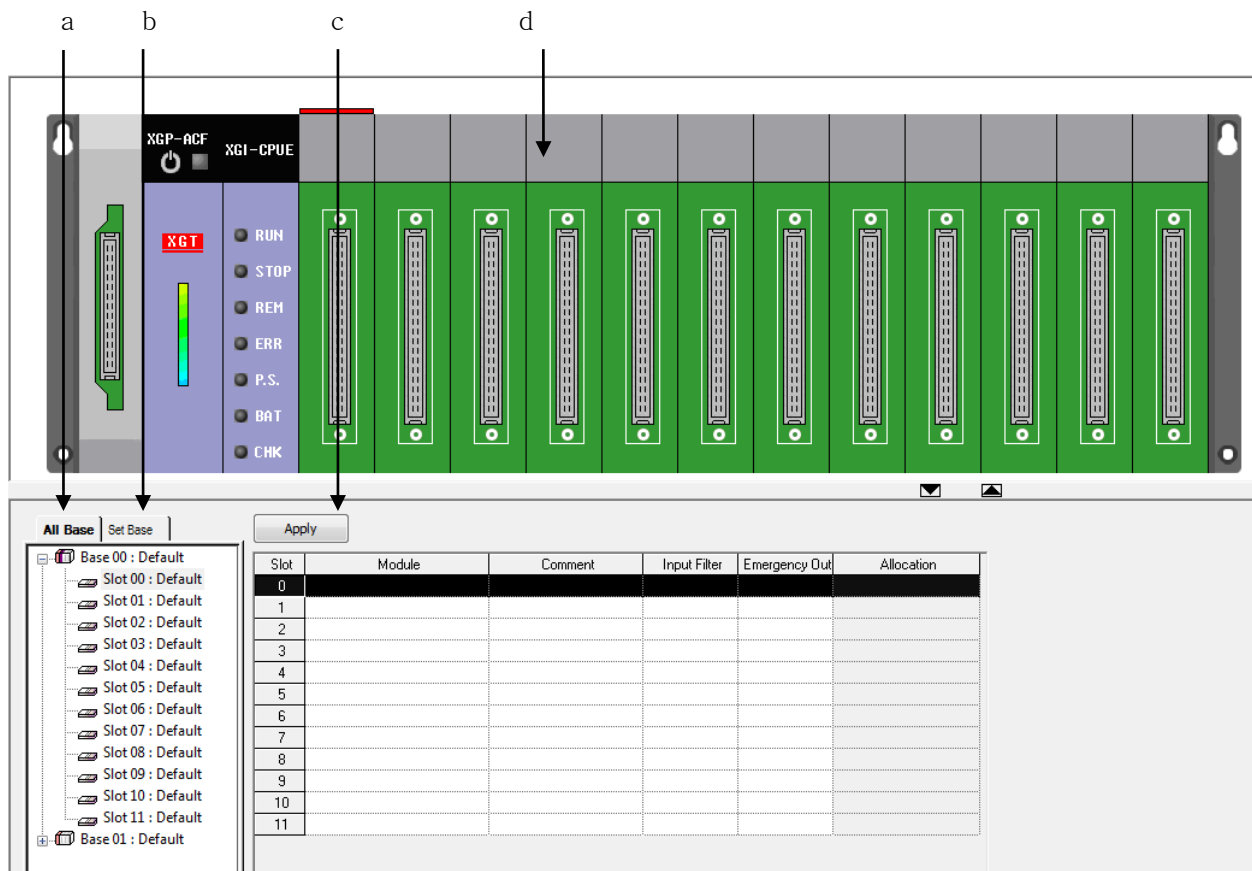 a b c d
XGP-ACF
XGI-CPUE
XGT
RUN
STOP
REM
ERR
P.S.
BAT
CHK
All Base
Set Base
Base 00 : Default
Slot 00 : Default
Slot 01 : Default
Slot 02 : Default
Slot 03 : Default
Slot 04 : Default
Slot 05 : Default
Slot 06 : Default
Slot 07 : Default
Slot 08 : Default
Slot 09 : Default
Slot 10 : Default
Slot 11 : Default
Base 01 : Default
Apply
Slot Module Comment Input Filter Emergency Out Allocation
0
1
2
3
4
5
6
7
8
9
10
11